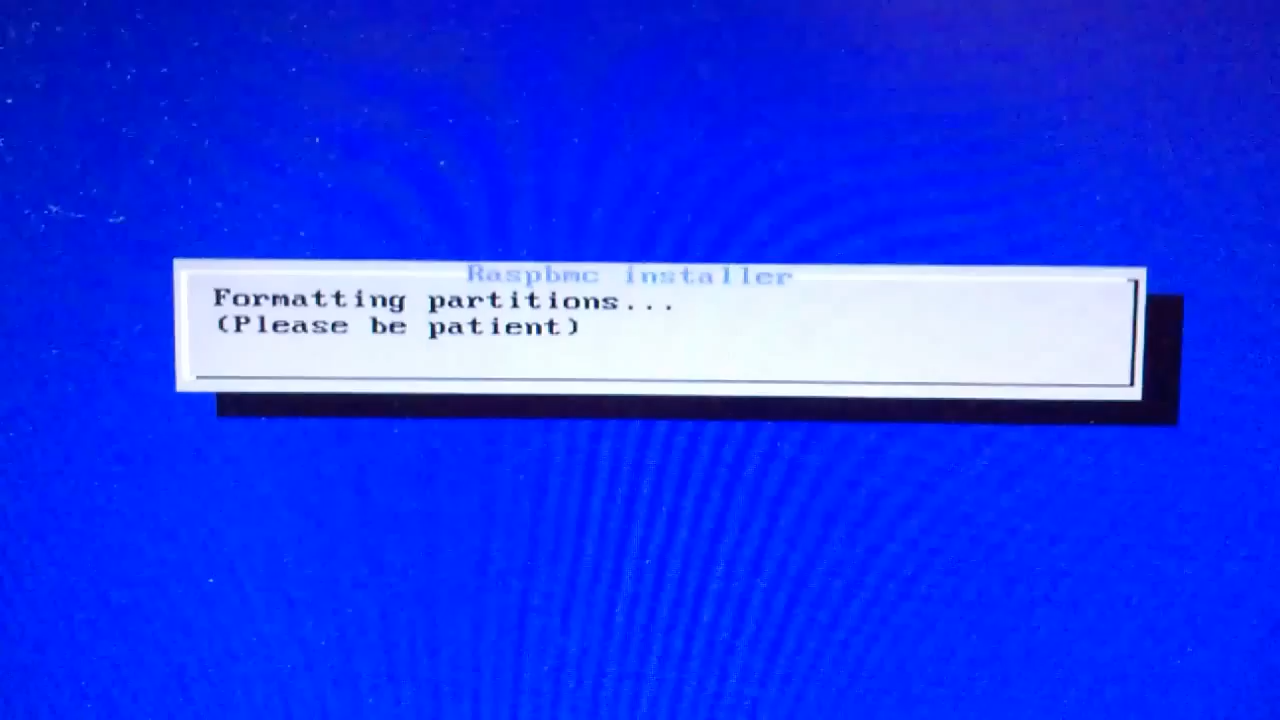 Raspbmc installer
Formatting partitions...
(Please be patient)